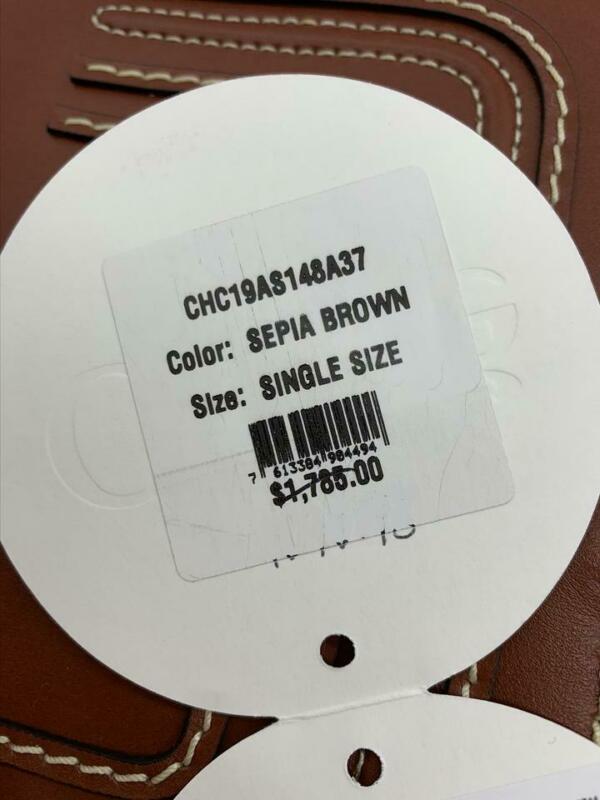 CHC19AS148A37
Color: SEPIA BROWN
Size: SINGLE SIZE
7 613384 984494
$1,785.00